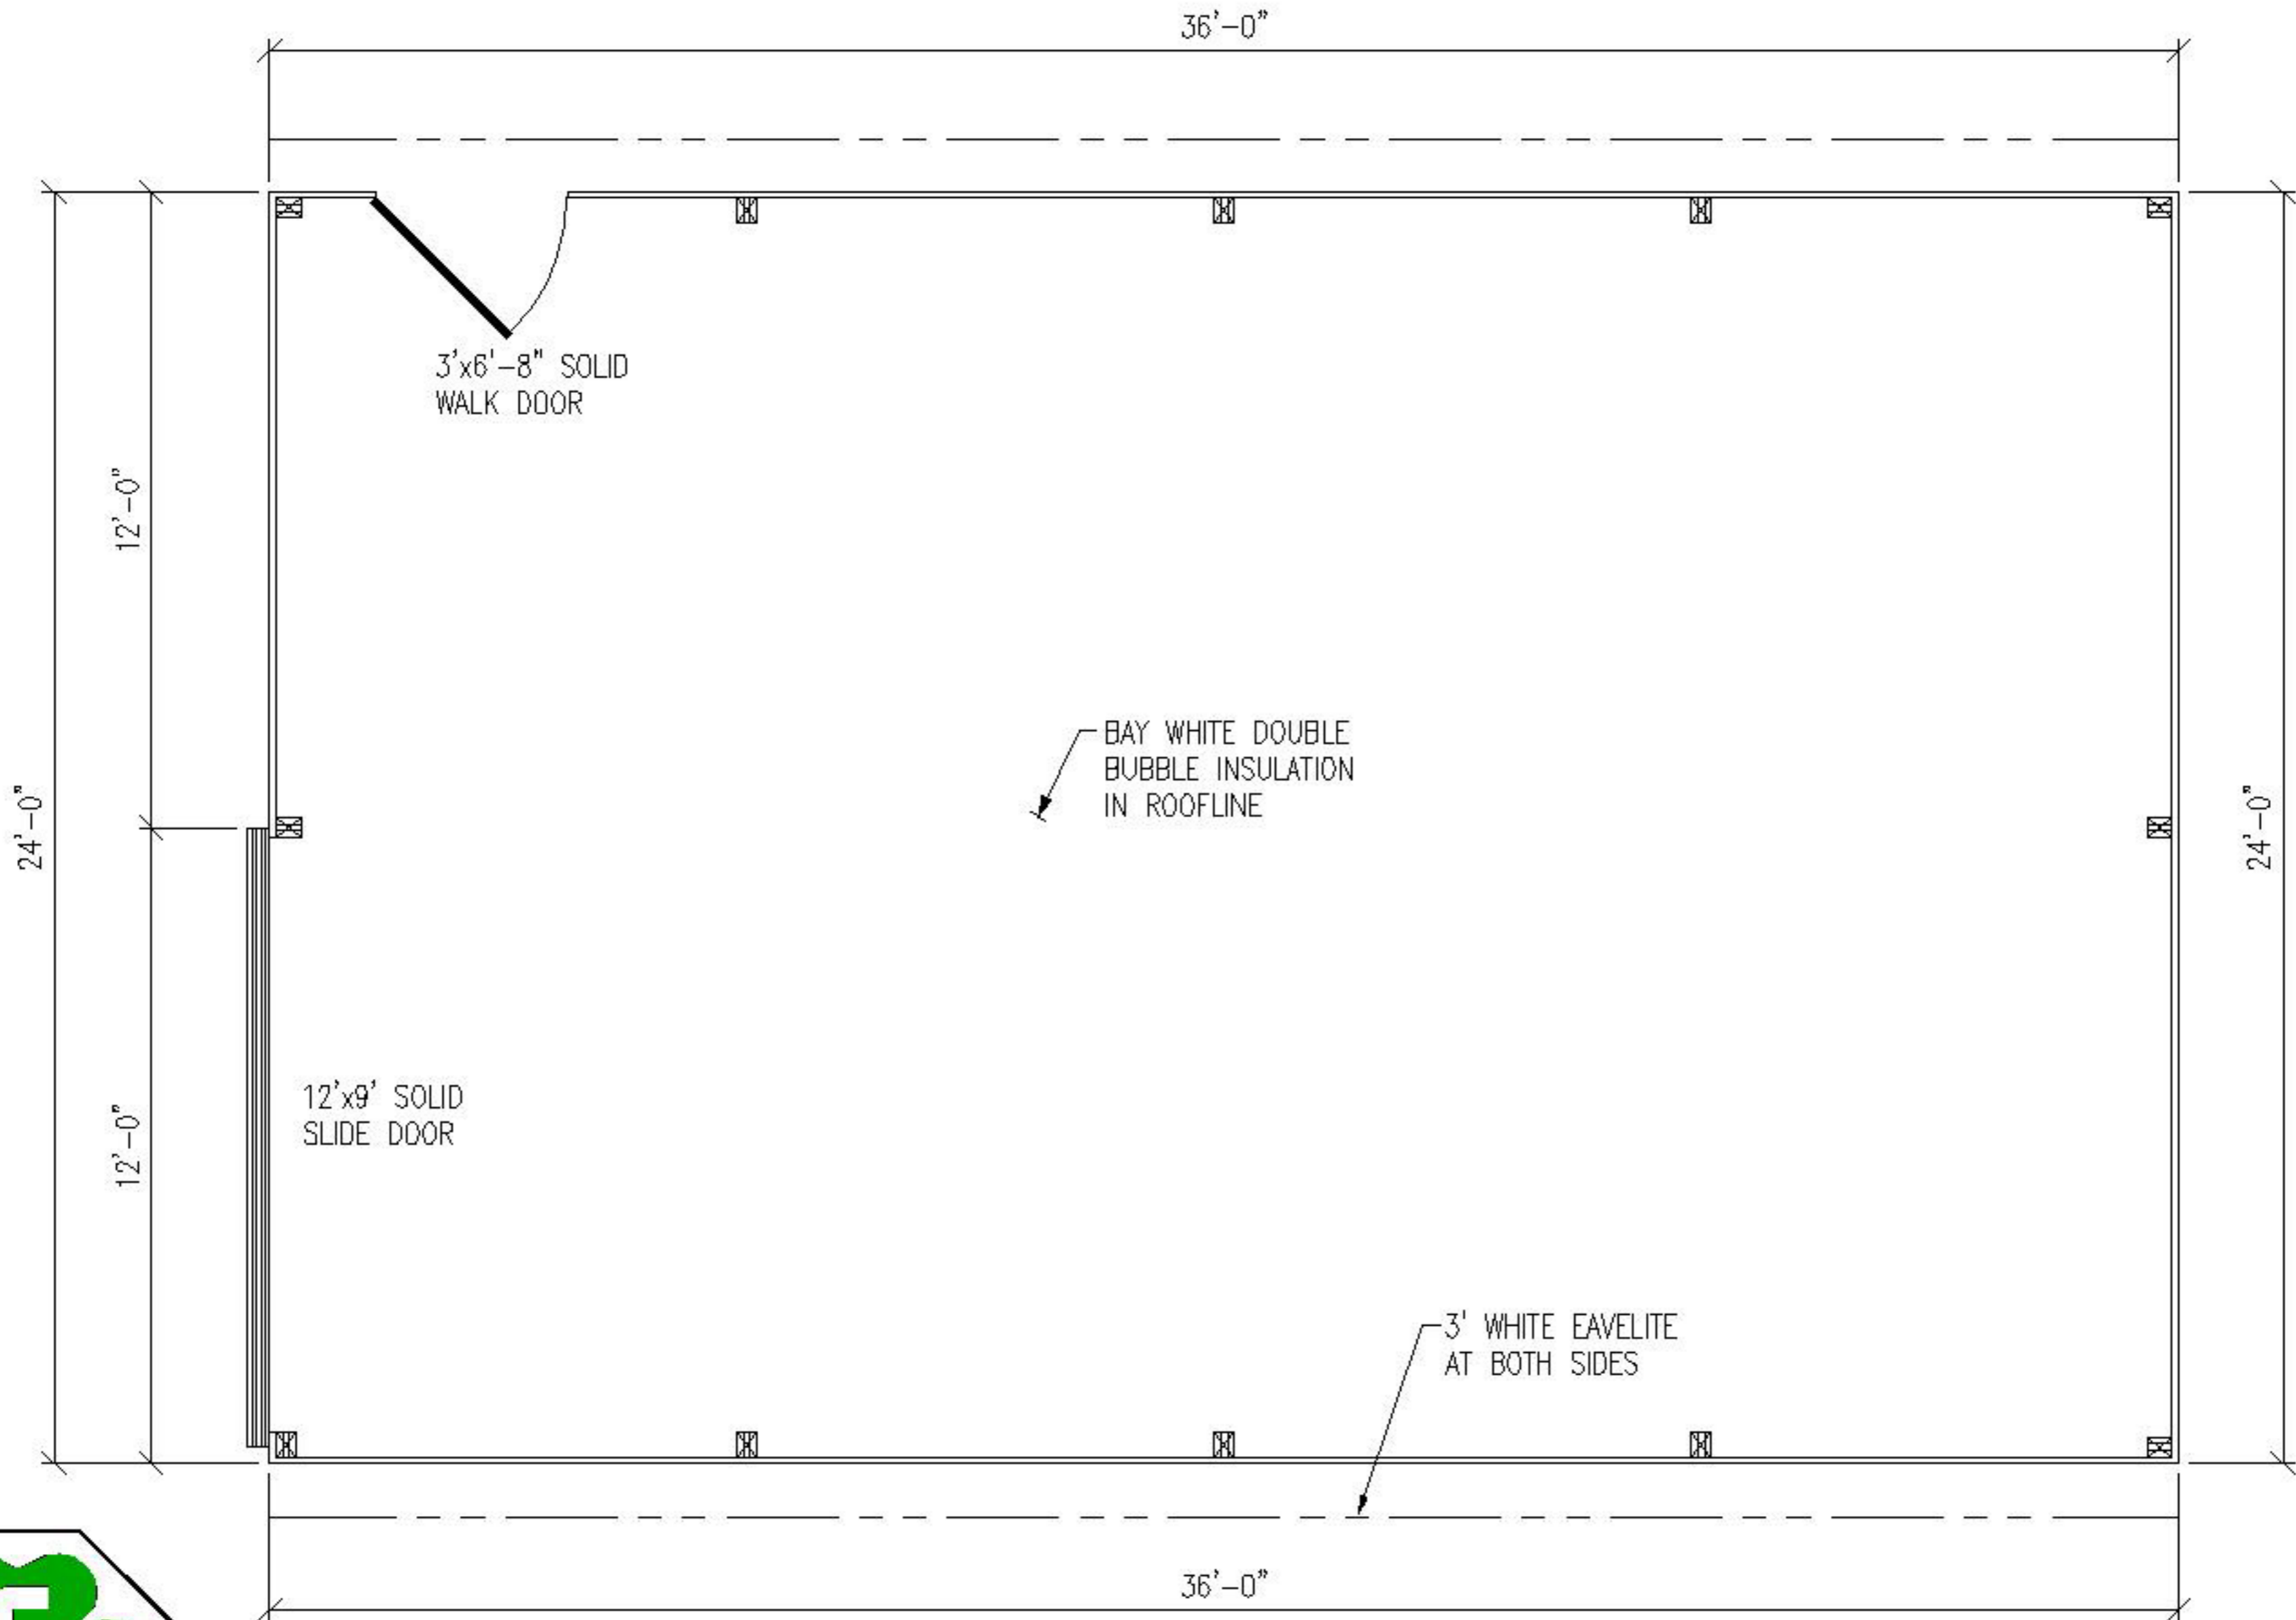 36'-0"
3'x6'-8" SOLID
WALK DOOR
12'-0"
24'-0"
BAY WHITE DOUBLE
BUBBLE INSULATION
IN ROOFLINE
24'-0"
12'-0"
12'x9' SOLID
SLIDE DOOR
3' WHITE EAVELITE
AT BOTH SIDES
36'-0"